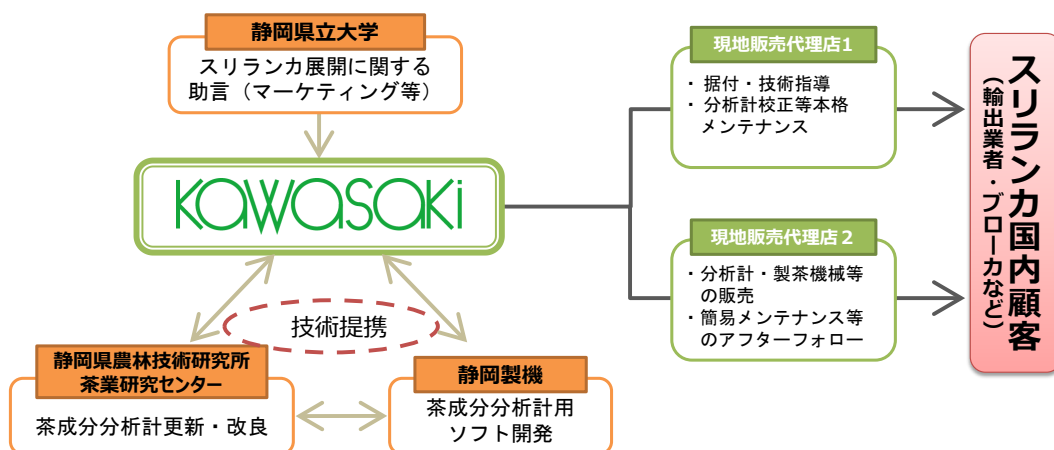 静岡県立大学
スリランカ展開に関する
助言（マーケティング等）
KAWASAKi
技術提携
静岡県農林技術研究所
茶業研究センター
茶成分分析計更新・改良
静岡製機
茶成分分析計用
ソフト開発
現地販売代理店1
・ 据付・技術指導
・ 分析計校正等本格
メンテナンス
現地販売代理店２
・分析計・製茶機械等
の販売
・簡易メンテナンス等
のアフターフォロー
スリランカ国内顧客
（輸出業者・ブローカなど）